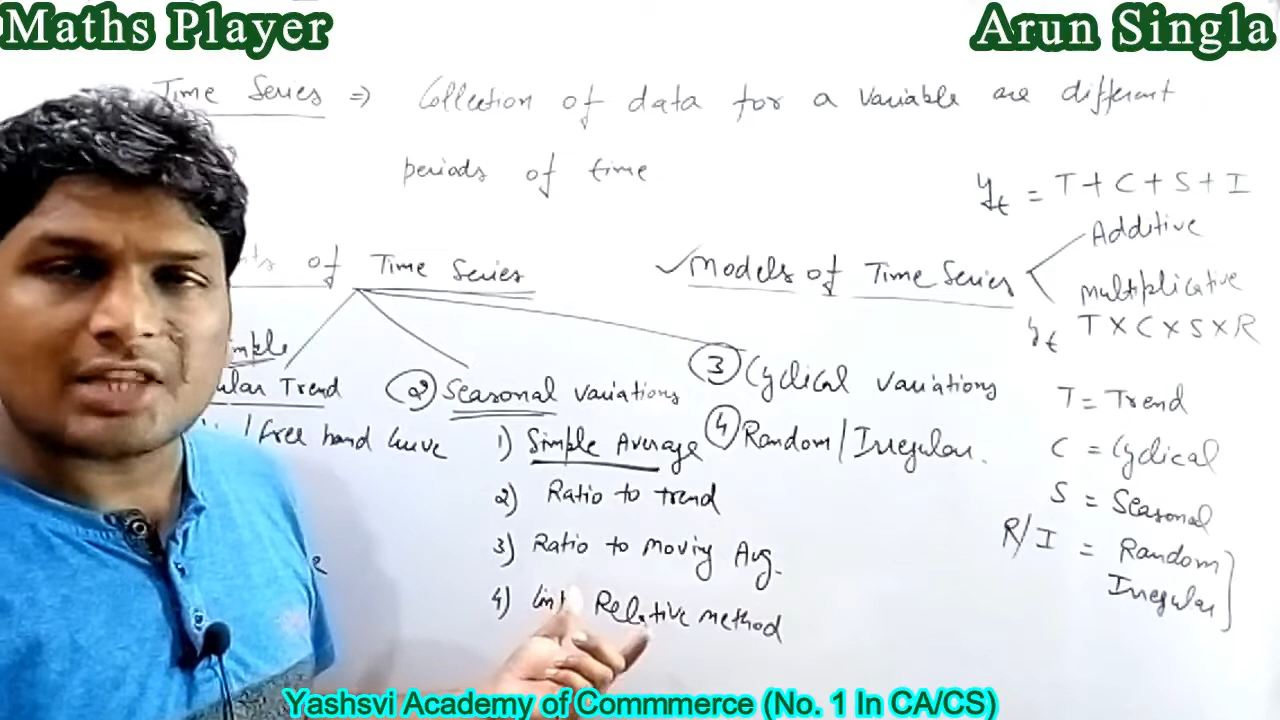 Maths Player
Arun Singla
Time Series => Collection of data for a variable are different
periods of time
yt = T + C + S + I
of Time Series
✓Models of Time Series
Additive
multiplicative
yt T X C X S X R
Trend
② Seasonal variations
③ Cyclical variations
④ Random / Irregular.
free hand Curve
1) Simple Average
2) Ratio to trend
3) Ratio to Moving Avg.
4) Relative method
T = Trend
C = Cyclical
S = Seasonal
R/I = Random
Irregular
Yashsvi Academy of Commmerce (No. 1 In CA/CS)